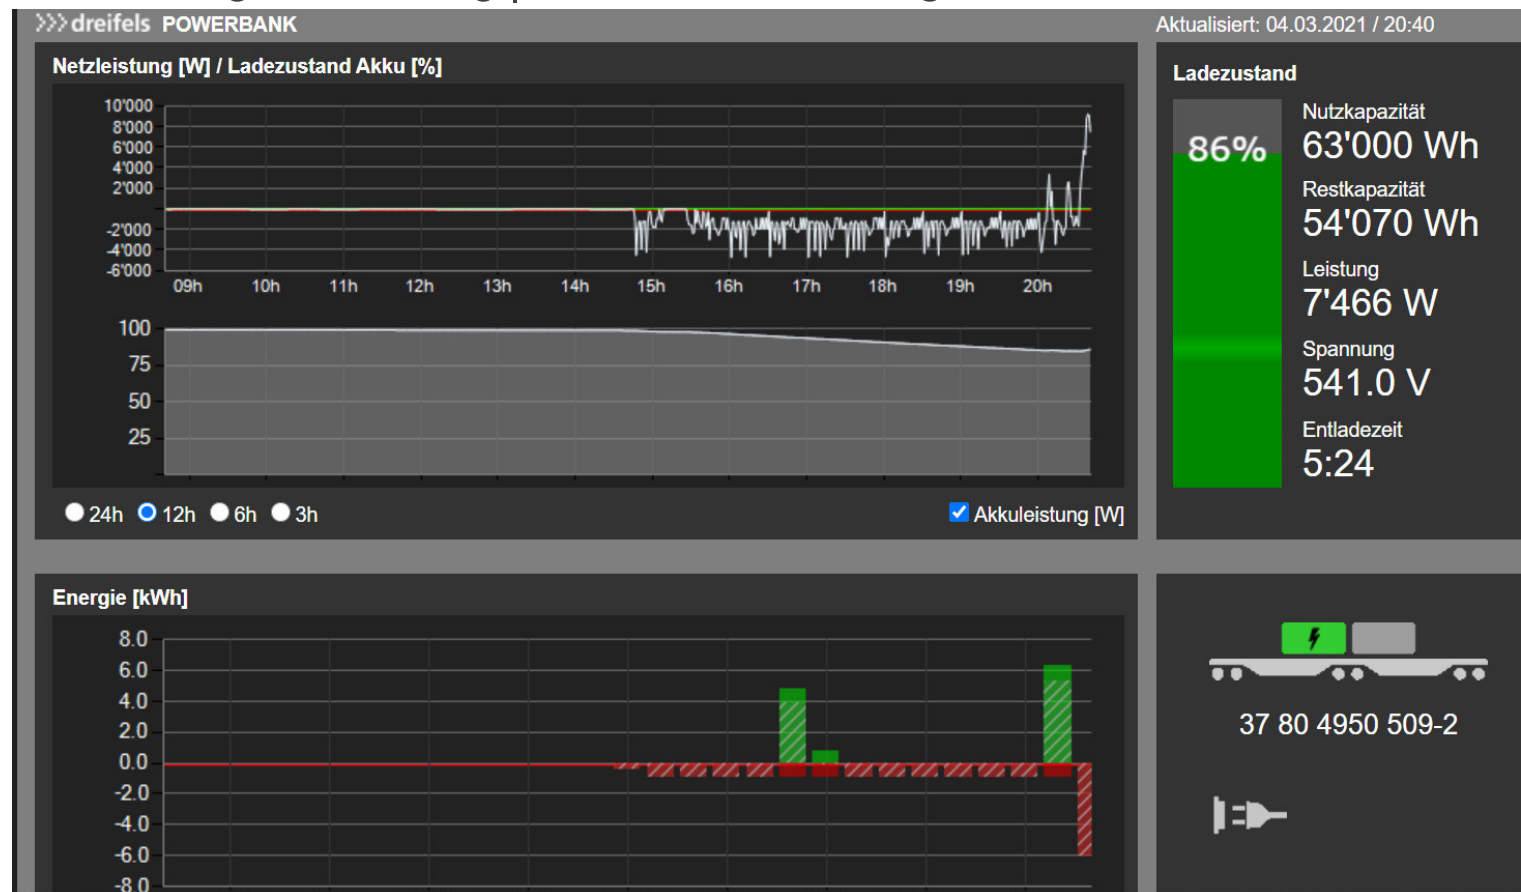 >>> dreifels POWERBANK
Aktualisiert: 04.03.2021 / 20:40
Netzleistung [W] / Ladezustand Akku [%]
10'000
8'000
6'000
4'000
2'000
-2'000
-4'000
-6'000
09h 10h 11h 12h 13h 14h 15h 16h 17h 18h 19h 20h
100
75
50
25
24h 12h 6h 3h
Akkuleistung [W]
Ladezustand
86%
Nutzkapazität
63'000 Wh
Restkapazität
54'070 Wh
Leistung
7'466 W
Spannung
541.0 V
Entladezeit
5:24
Energie [kWh]
8.0
6.0
4.0
2.0
0.0
-2.0
-4.0
-6.0
-8.0
37 80 4950 509-2